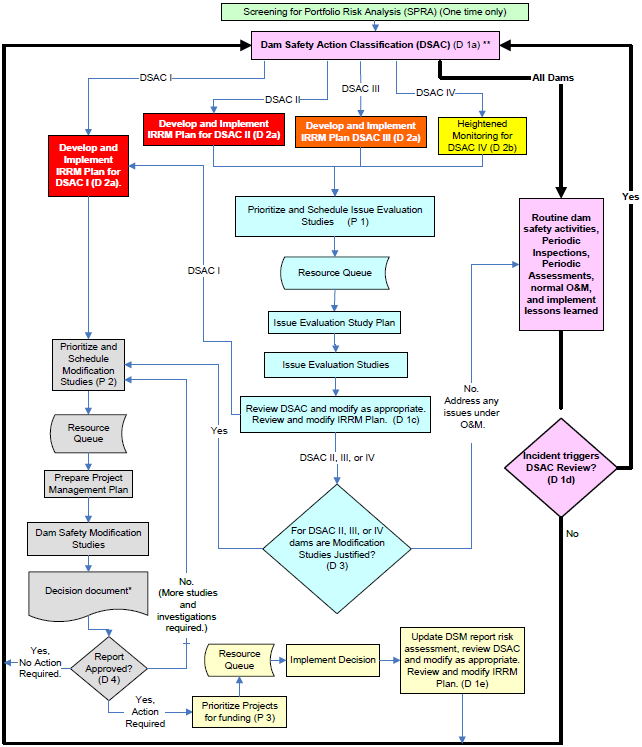 Screening for Portfolio Risk Analysis (SPRA) (One time only)
Dam Safety Action Classification (DSAC) (D 1a) **
DSAC I
DSAC II
DSAC III
DSAC IV
All Dams
Develop and
Implement
IRRM Plan for
DSAC I (D 2a).
Develop and Implement
IRRM Plan for DSAC II (D 2a)
Develop and Implement
IRRM Plan DSAC III (D 2a)
Heightened
Monitoring for
DSAC IV (D 2b)
Yes
Prioritize and Schedule Issue Evaluation
Studies (P 1)
Routine dam
safety activities,
Periodic
Inspections,
Periodic
Assessments,
normal O&M,
and implement
lessons learned
Resource Queue
DSAC I
Issue Evaluation Study Plan
Issue Evaluation Studies
Prioritize and
Schedule
Modification
Studies (P 2)
Review DSAC and modify as appropriate.
Review and modify IRRM Plan. (D 1c)
No.
Address any
issues under
O&M.
Yes
Resource
Queue
DSAC II, III, or IV
Incident triggers
DSAC Review?
(D 1d)
Prepare Project
Management Plan
For DSAC II, III, or IV
dams are Modification
Studies Justified?
(D 3)
No
Dam Safety Modification
Studies
Decision document*
No.
(More studies
and
investigations
required.)
Yes,
No Action
Required.
Report
Approved?
(D 4)
Resource
Queue
Implement Decision
Update DSM report risk
assessment, review DSAC
and modify as appropriate.
Review and modify IRRM
Plan. (D 1e)
Yes,
Action
Required
Prioritize Projects
for funding (P 3)